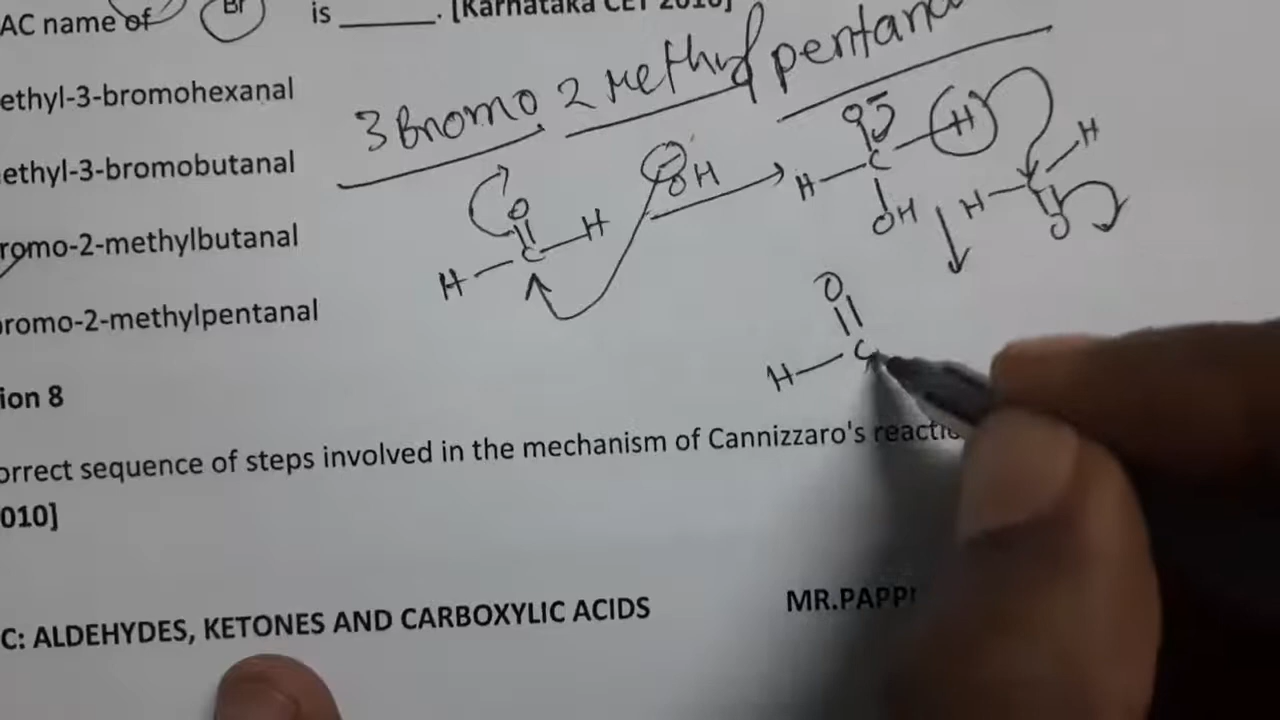 AC name of Br is ______. [Karnataka CET 2010]
ethyl-3-bromohexanal
3 Bromo 2 Methyl pentana
ethyl-3-bromobutanal
romo-2-methylbutanal
romo-2-methylpentanal
O
H C H
OH
H C H
OH
H C H
O
O
H C
ion 8
orrect sequence of steps involved in the mechanism of Cannizzaro's
010]
C: ALDEHYDES, KETONES AND CARBOXYLIC ACIDS MR.PAPP